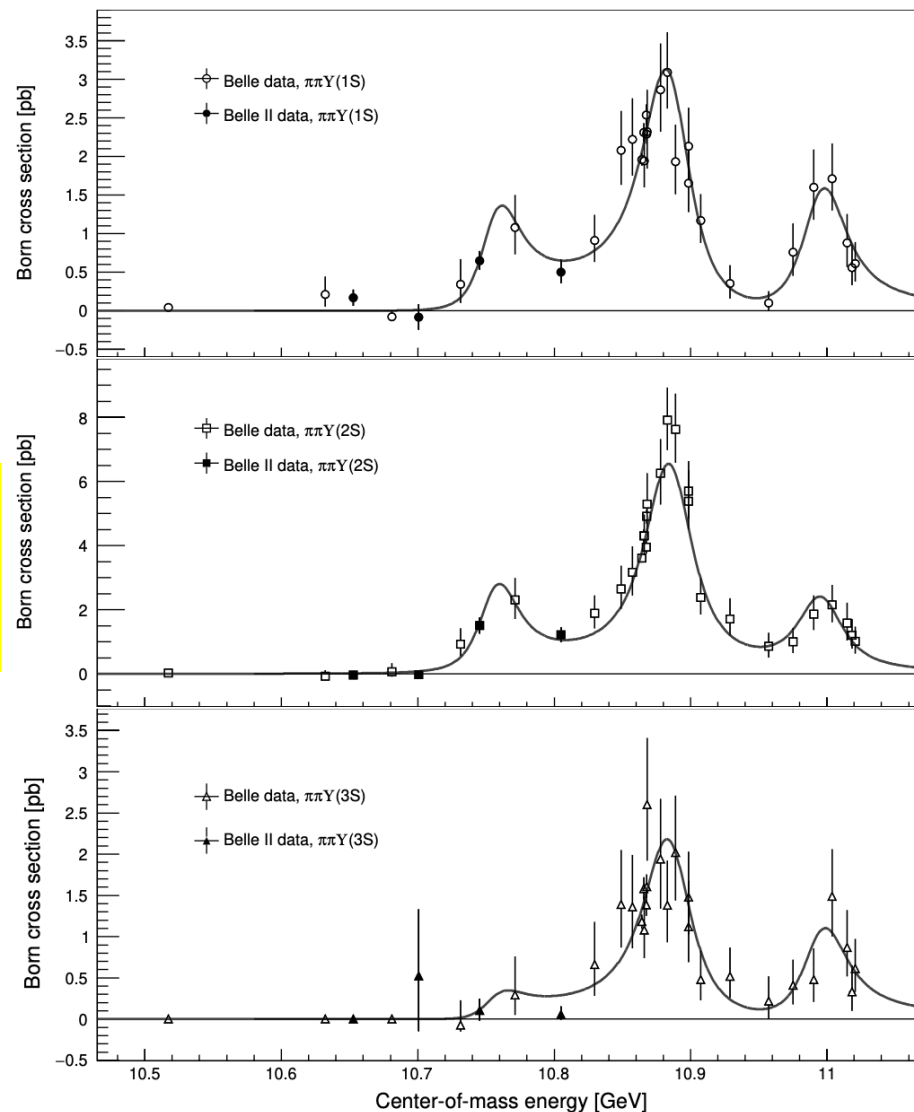 3.5
3
2.5
2
1.5
1
0.5
0
−0.5
Born cross section [pb]
Belle data, ππΥ(1S)
Belle II data, ππΥ(1S)
8
6
4
2
0
Born cross section [pb]
Belle data, ππΥ(2S)
Belle II data, ππΥ(2S)
3.5
3
2.5
2
1.5
1
0.5
0
−0.5
Born cross section [pb]
Belle data, ππΥ(3S)
Belle II data, ππΥ(3S)
10.5 10.6 10.7 10.8 10.9 11
Center-of-mass energy [GeV]